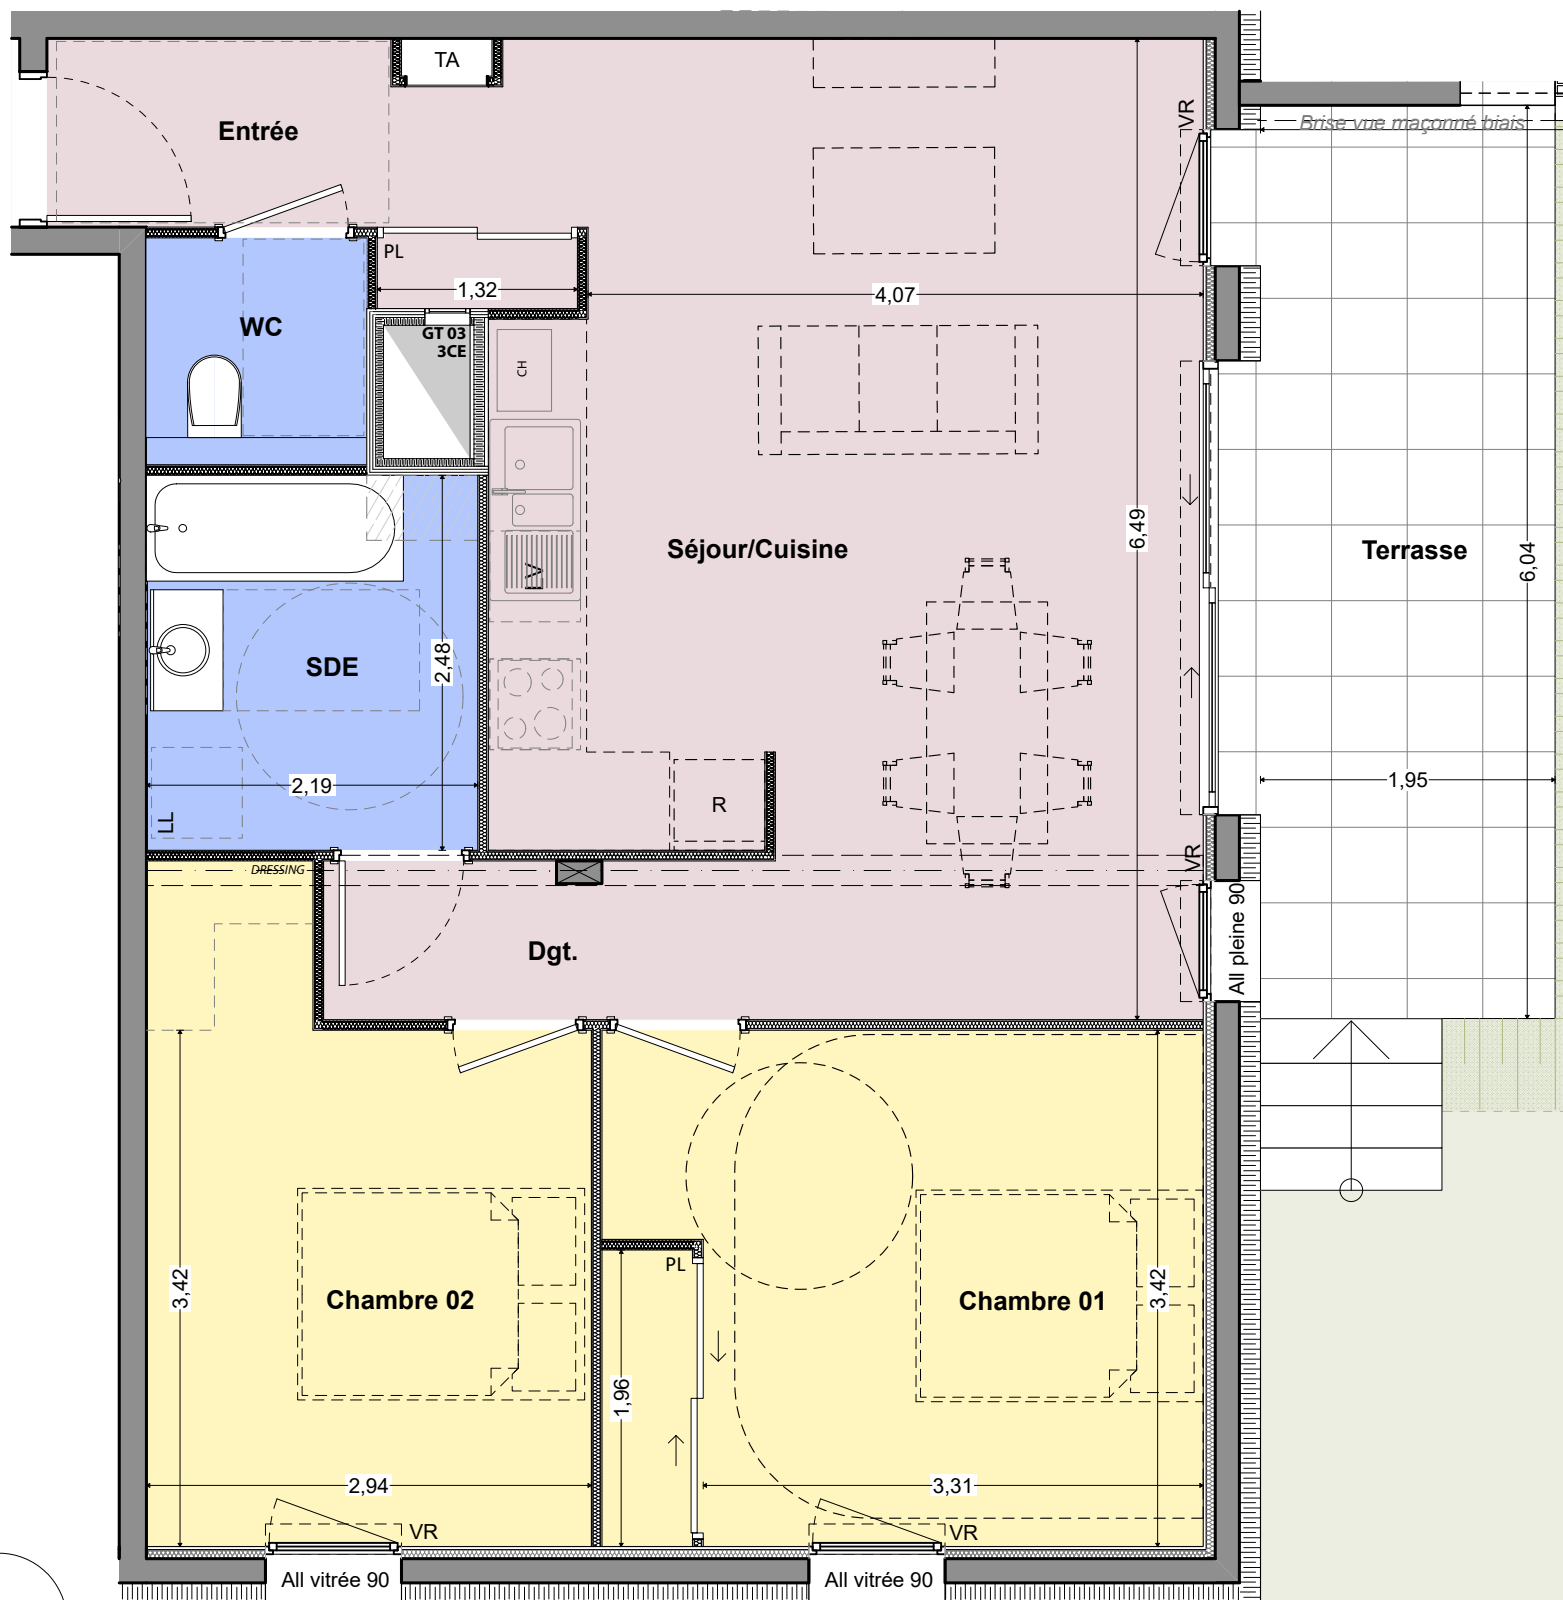 TA
VR
Brise vue maçonné biais
Entrée
PL
1,32
4,07
WC
GT 03
3CE
CH
Séjour/Cuisine
6,49
Terrasse
6,04
LV
SDE
2,48
2,19
LL
R
1,95
VR
DRESSING
All pleine 90
Dgt.
PL
3,42
Chambre 02
Chambre 01
3,42
1,96
2,94
3,31
VR
VR
All vitrée 90
All vitrée 90